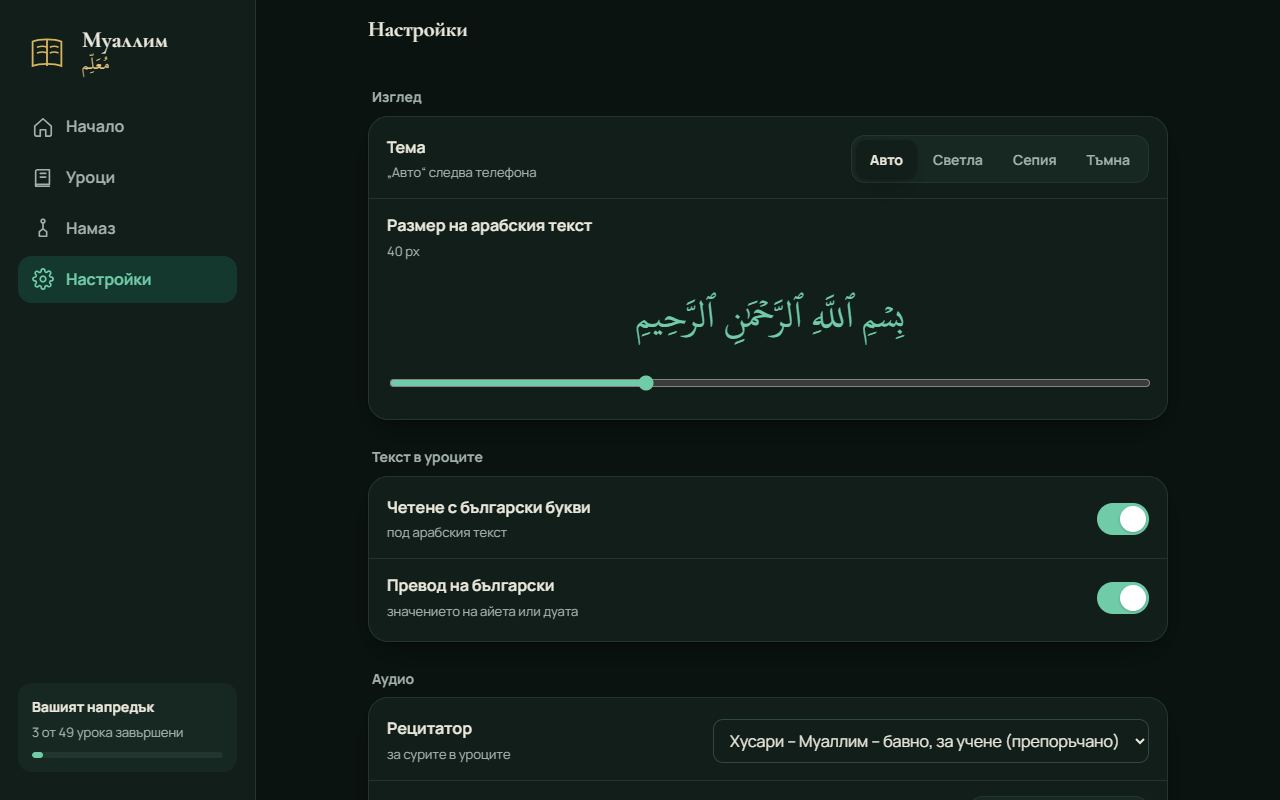 Муаллим
مُعَلِّم
Начало
Уроци
Намаз
Настройки
Вашият напредък
3 от 49 урока завършени
Настройки
Изглед
Тема
„Авто“ следва телефона
Авто
Светла
Сепия
Тъмна
Размер на арабския текст
40 px
بِسْمِ ٱللَّهِ ٱلرَّحْمَٰنِ ٱلرَّحِيمِ
Текст в уроците
Четене с български букви
под арабския текст
Превод на български
значението на айета или дуата
Аудио
Рецитатор
за сурите в уроците
Хусари – Муаллим – бавно, за учене (препоръчано)